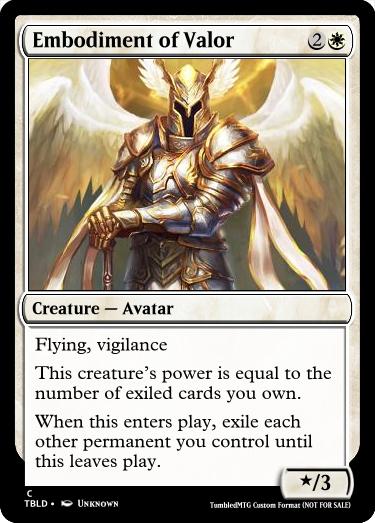 Embodiment of Valor 2
Creature — Avatar
Flying, vigilance
This creature's power is equal to the
number of exiled cards you own.
When this enters play, exile each
other permanent you control until
this leaves play.
★/3
C
TBLD • Unknown
TumbledMTG Custom Format (NOT FOR SALE)